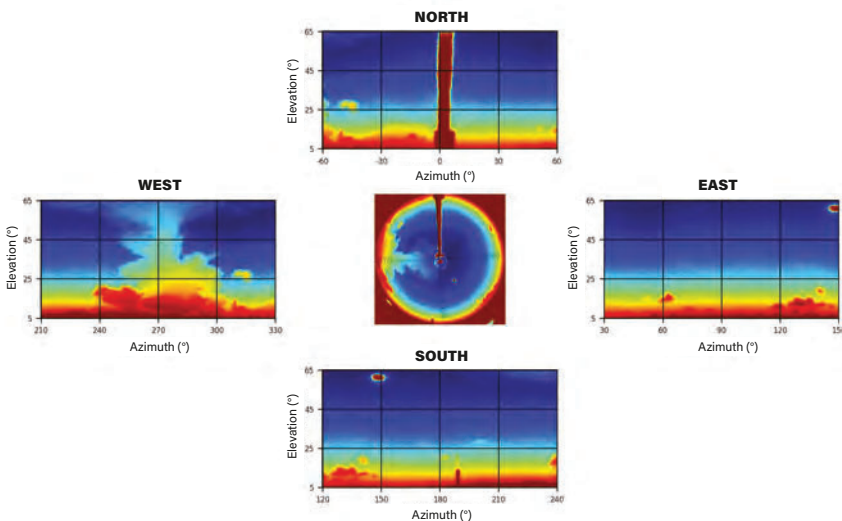 NORTH
Elevation (°)
65
45
25
5
-60 -30 0 30 60
Azimuth (°)
WEST
Elevation (°)
65
45
25
5
210 240 270 300 330
Azimuth (°)
EAST
Elevation (°)
65
45
25
5
30 60 90 120 150
Azimuth (°)
SOUTH
Elevation (°)
65
45
25
5
120 150 180 210 240
Azimuth (°)